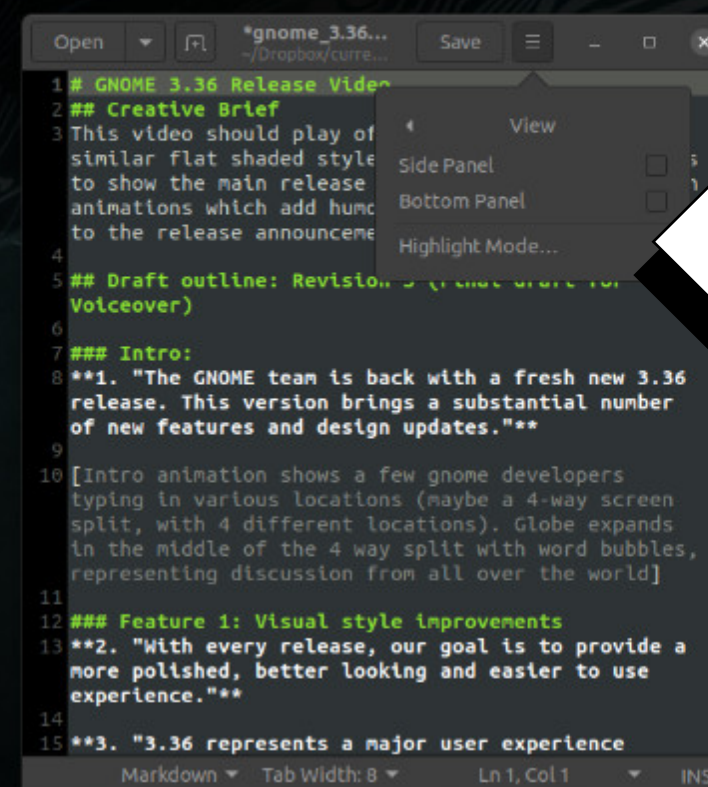 Open
*gnome_3.36...
~/Dropbox/curre...
Save
View
Side Panel
Bottom Panel
Highlight Mode...
1 # GNOME 3.36 Release Video
2 ## Creative Brief
3 This video should play of
similar flat shaded style
to show the main release
animations which add humo
to the release announceme
4
5 ## Draft outline: Revision 3 (Final draft for
Voiceover)
6
7 ### Intro:
8 **1. "The GNOME team is back with a fresh new 3.36
release. This version brings a substantial number
of new features and design updates."**
9
10 [Intro animation shows a few gnome developers
typing in various locations (maybe a 4-way screen
split, with 4 different locations). Globe expands
in the middle of the 4 way split with word bubbles,
representing discussion from all over the world]
11
12 ### Feature 1: Visual style improvements
13 **2. "With every release, our goal is to provide a
more polished, better looking and easier to use
experience."**
14
15 **3. "3.36 represents a major user experience
Markdown Tab Width: 8 Ln 1, Col 1 INS